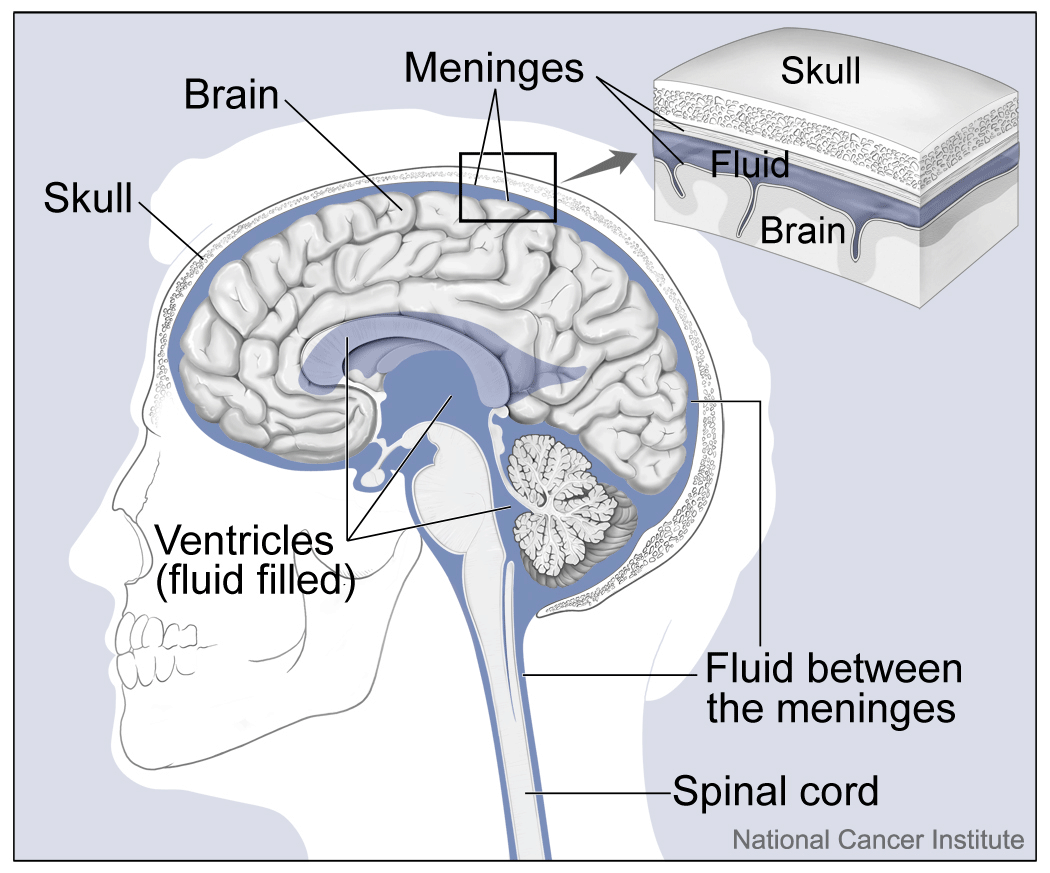 Meninges
Skull
Brain
Fluid
Skull
Brain
Ventricles
(fluid filled)
Fluid between
the meninges
Spinal cord
National Cancer Institute